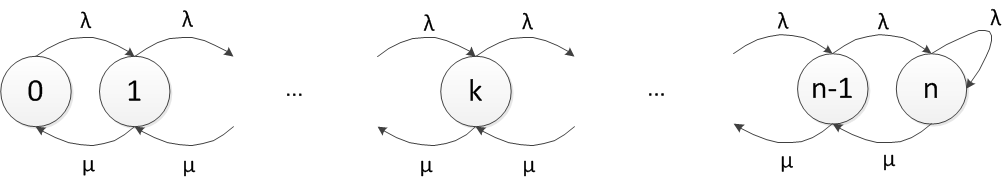 λ λ λ λ λ λ λ
0 1 ... k ... n-1 n
μ μ μ μ μ μ